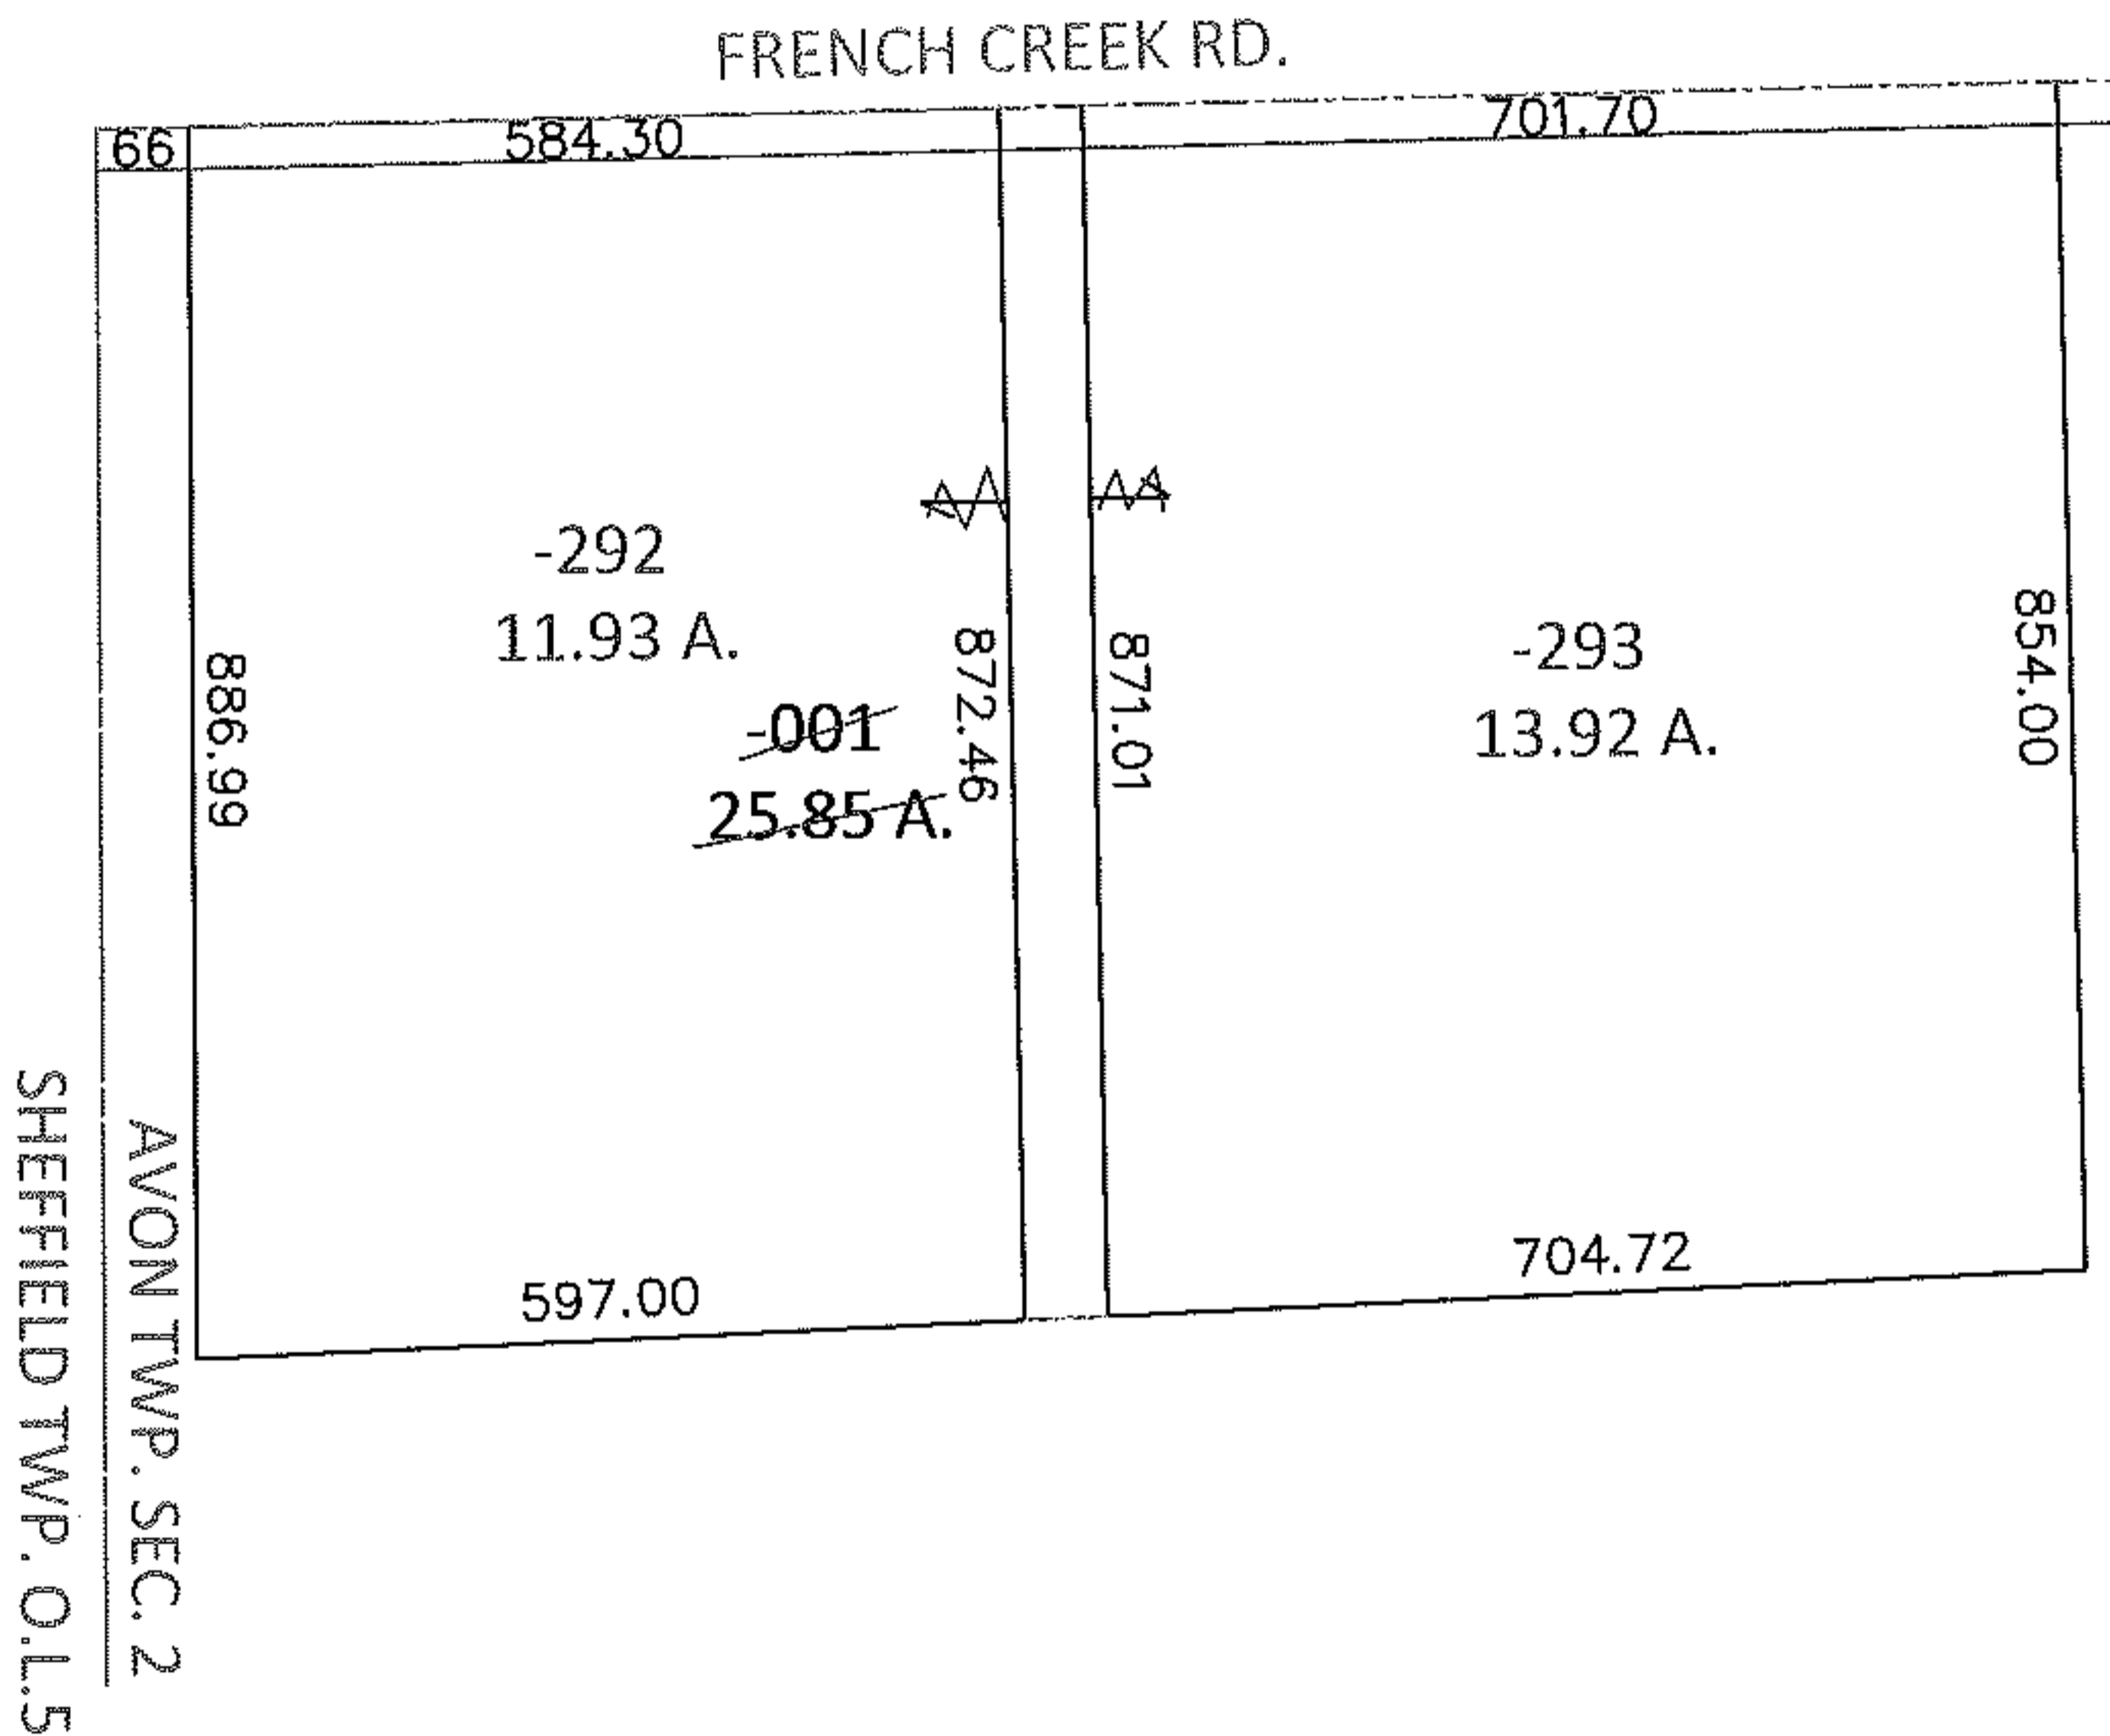 FRENCH CREEK RD.
66
584.30
701.70
-292
11.93 A.
-001
25.85 A.
886.99
872.46
871.01
-293
13.92 A.
854.00
597.00
704.72
AVON TWP. SEC. 2
SHEFFIELD TWP. O.L.5